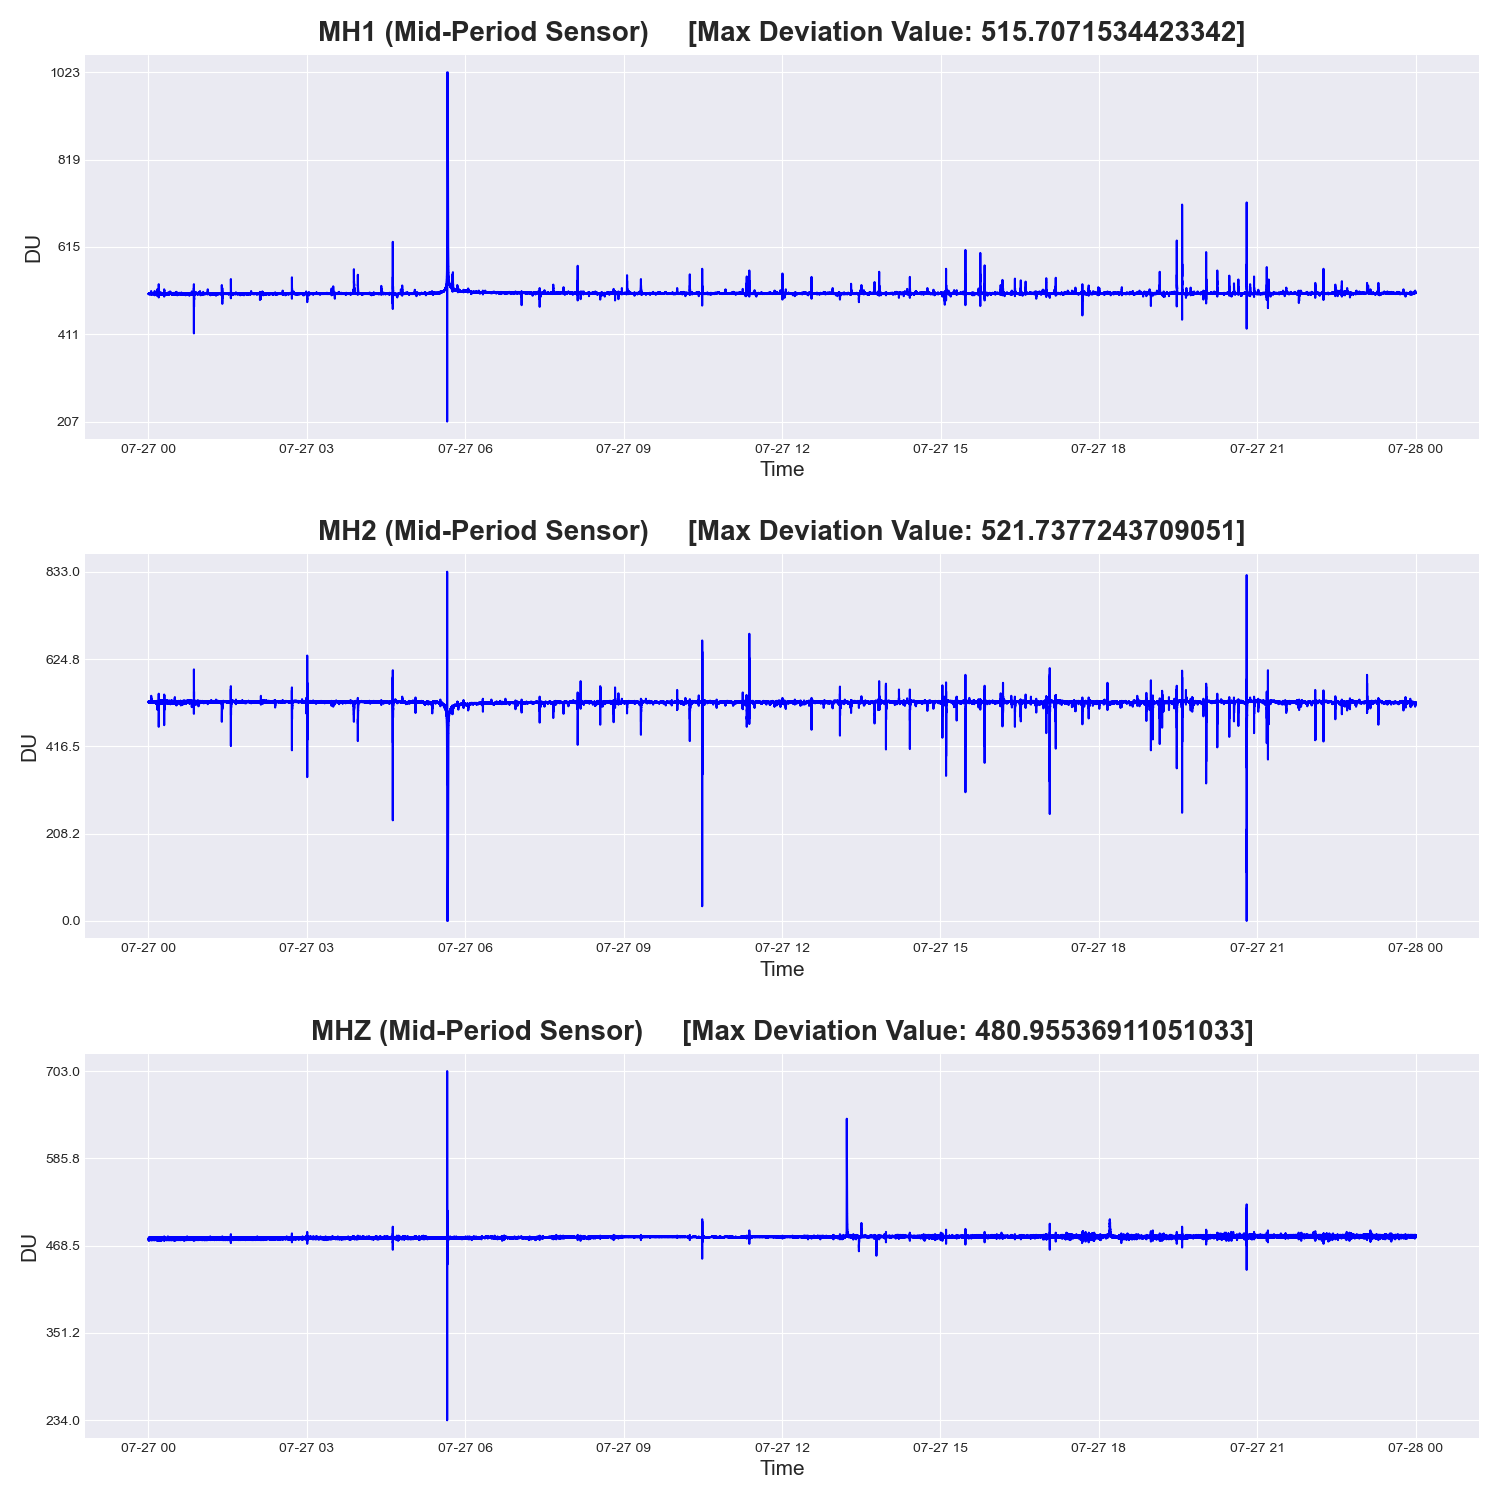 MH1 (Mid-Period Sensor) [Max Deviation Value: 515.7071534423342]
1023
819
615
411
207
DU
07-27 00 07-27 03 07-27 06 07-27 09 07-27 12 07-27 15 07-27 18 07-27 21 07-28 00
Time
MH2 (Mid-Period Sensor) [Max Deviation Value: 521.7377243709051]
833.0
624.8
416.5
208.2
0.0
DU
07-27 00 07-27 03 07-27 06 07-27 09 07-27 12 07-27 15 07-27 18 07-27 21 07-28 00
Time
MHZ (Mid-Period Sensor) [Max Deviation Value: 480.95536911051033]
703.0
585.8
468.5
351.2
234.0
DU
07-27 00 07-27 03 07-27 06 07-27 09 07-27 12 07-27 15 07-27 18 07-27 21 07-28 00
Time